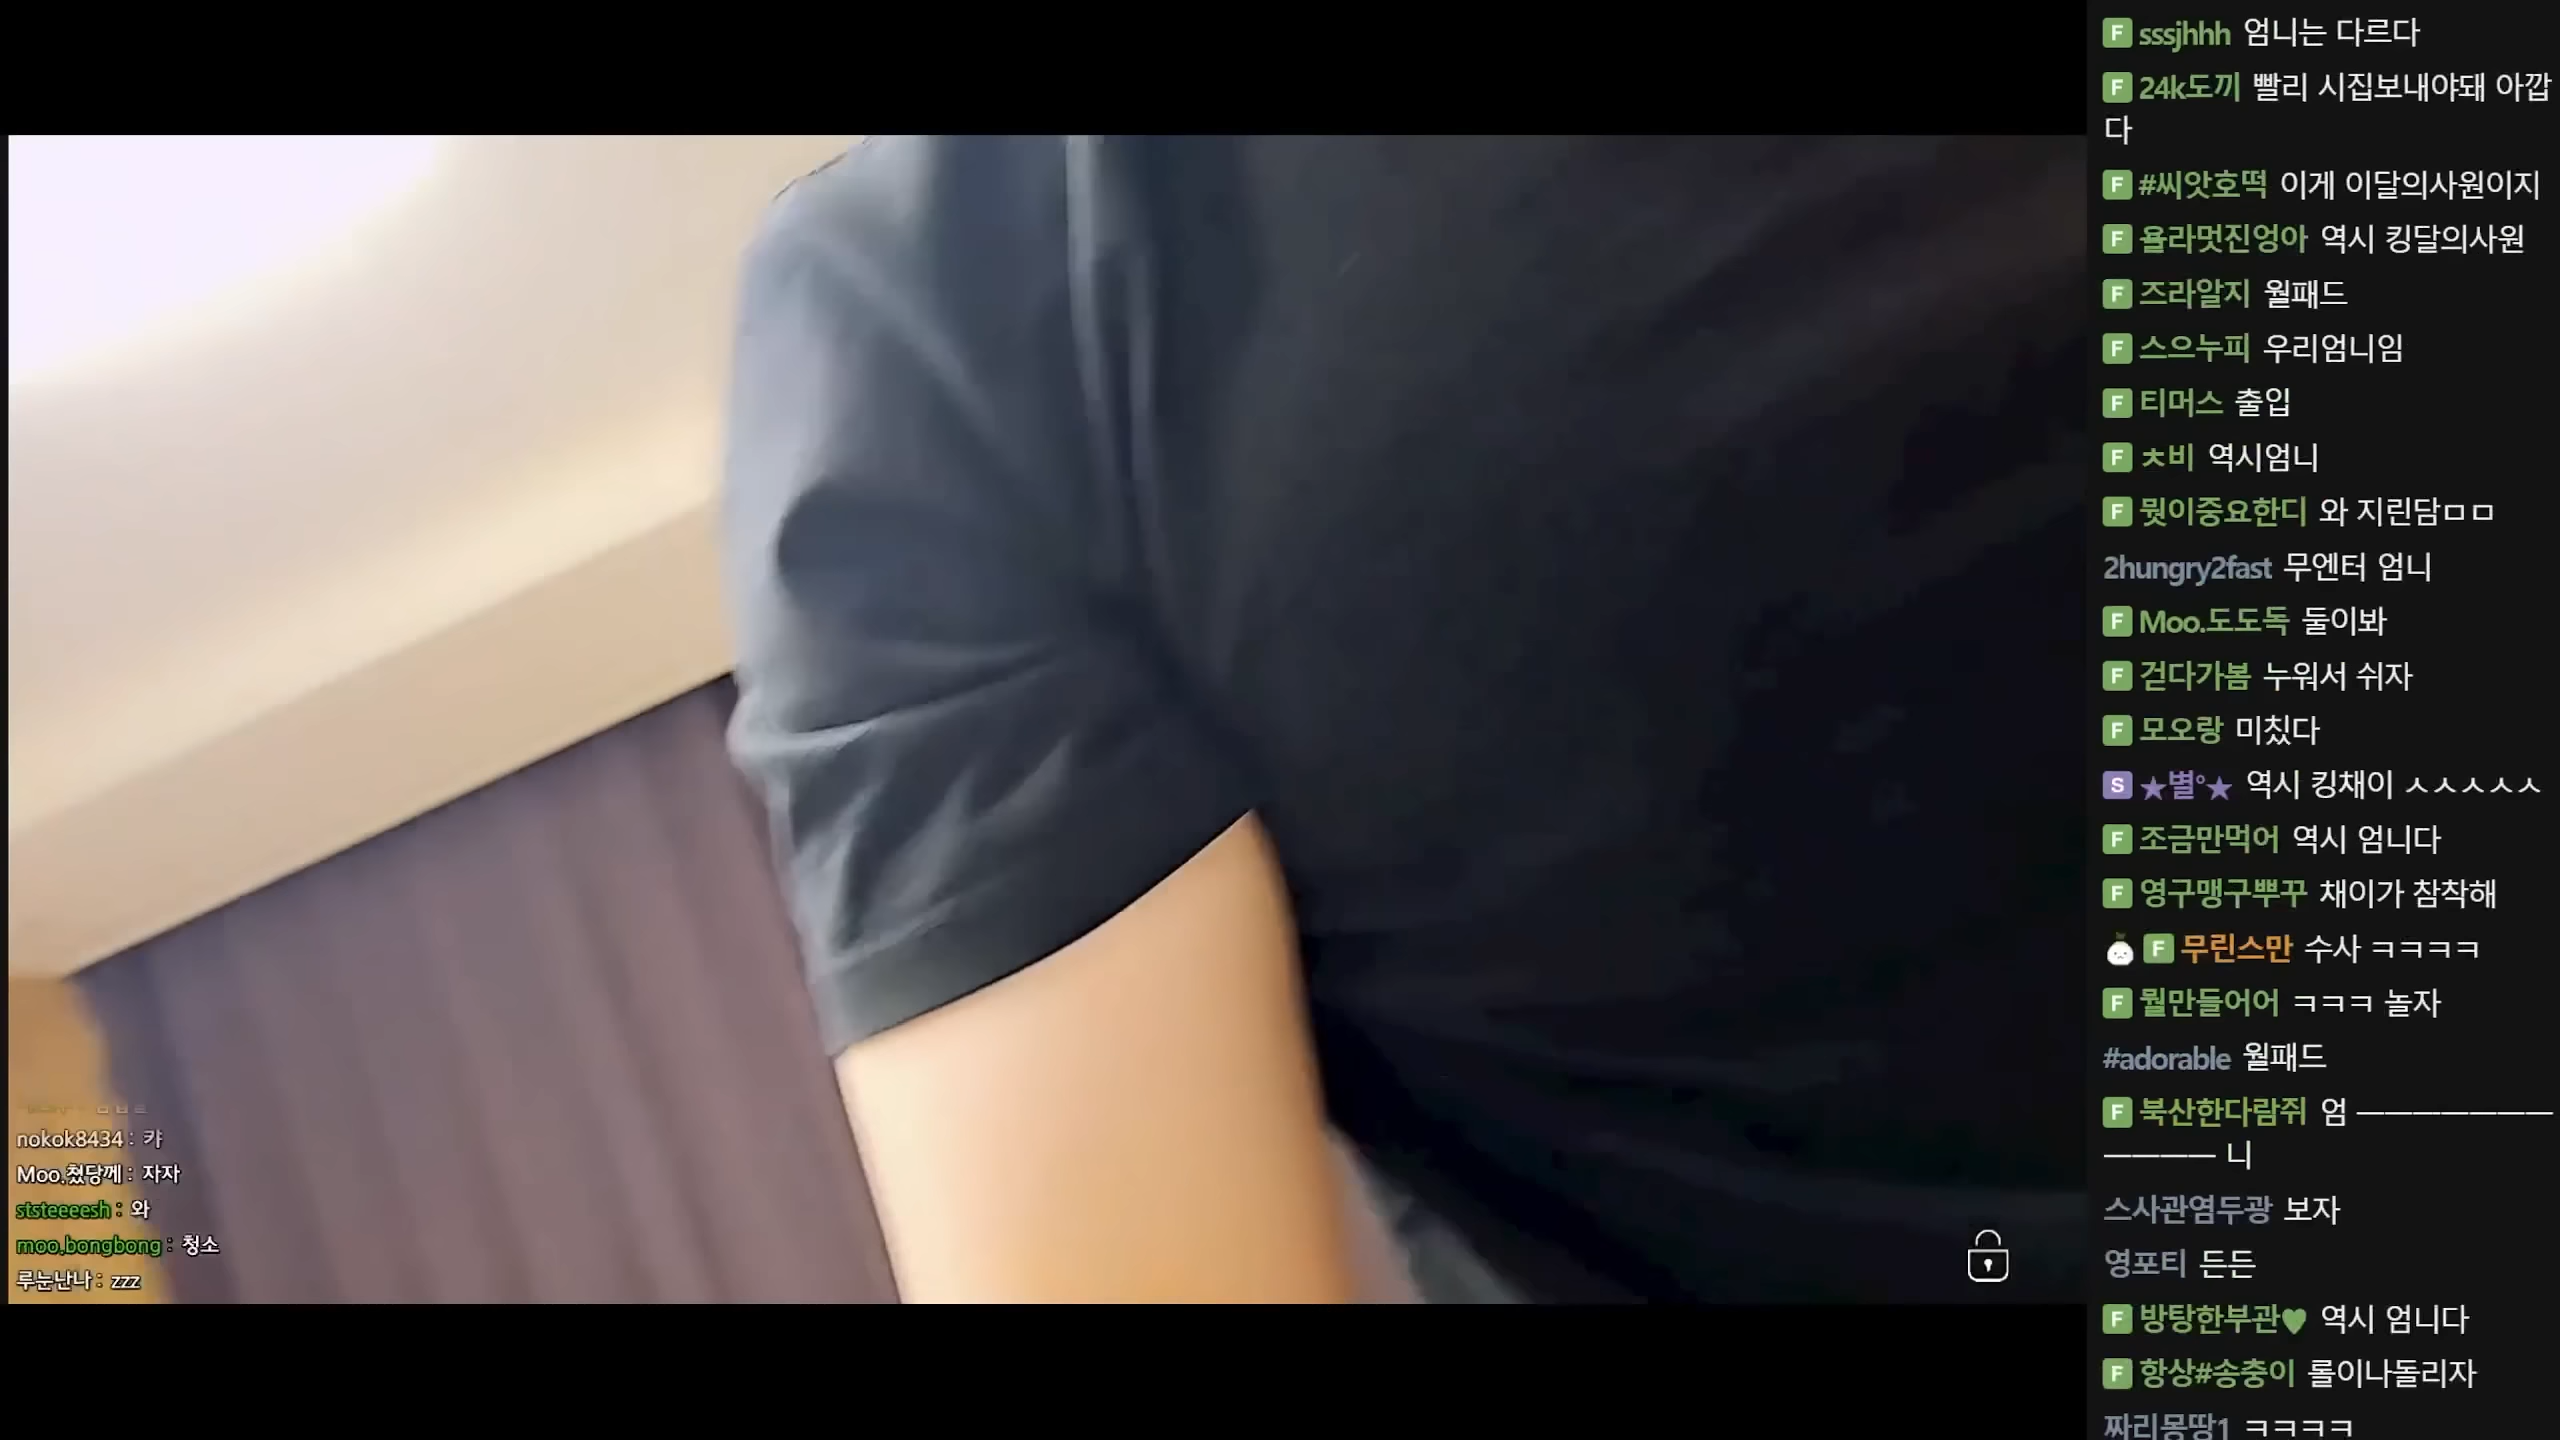 F sssjhhh 엄니는 다르다
F 24k도끼 빨리 시집보내야돼 아깝
다
F #씨앗호떡 이게 이달의사원이지
F 욜라멋진엉아 역시 킹달의사원
F 즈라알지 월패드
F 스으누피 우리엄니임
F 티머스 출입
F ㅊ비 역시엄니
F 뭣이중요한디 와 지린담ㅁㅁ
2hungry2fast 무엔터 엄니
F Moo.도도독 둘이봐
F 걷다가봄 누워서 쉬자
F 모오랑 미칬다
S ★별°★ 역시 킹채이 ㅅㅅㅅㅅㅅ
F 조금만먹어 역시 엄니다
F 영구맹구뿌꾸 채이가 참착해
F 무린스만 수사 ㅋㅋㅋㅋ
F 뭘만들어어 ㅋㅋㅋ 놀자
#adorable 월패드
F 북산한다람쥐 엄 ㅡㅡㅡㅡㅡㅡㅡ
ㅡㅡㅡㅡ 니
스사관염두광 보자
영포티 든든
F 방탕한부관♥ 역시 엄니다
F 항상#송충이 롤이나돌리자
짜리몽땅1 ㅋㅋㅋㅋ
nokok8434 : 캬
Moo.쳤당께 : 자자
ststeeeesh : 와
moo.bongbong : 청소
루눈난나 : zzz